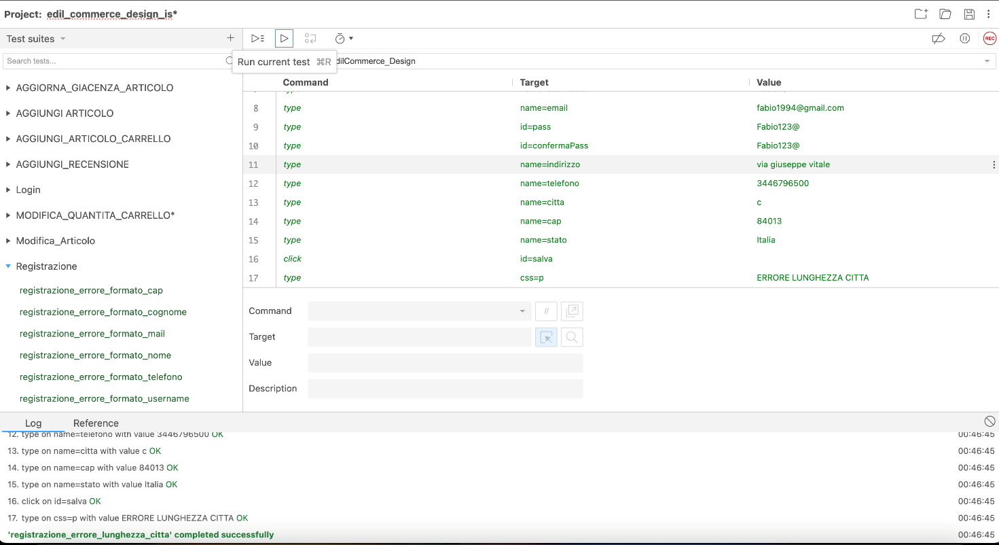 Project: edil_commerce_design_is*
Test suites
Search tests...
Run current test ⌘R
dilCommerce_Design
REC
AGGIORNA_GIACENZA_ARTICOLO
AGGIUNGI ARTICOLO
AGGIUNGI_ARTICOLO_CARRELLO
AGGIUNGI_RECENSIONE
Login
MODIFICA_QUANTITA_CARRELLO*
Modifica_Articolo
Registrazione
registrazione_errore_formato_cap
registrazione_errore_formato_cognome
registrazione_errore_formato_mail
registrazione_errore_formato_nome
registrazione_errore_formato_telefono
registrazione_errore_formato_username
Command Target Value
8 type name=email fabio1994@gmail.com
9 type id=pass Fabio123@
10 type id=confermaPass Fabio123@
11 type name=indirizzo via giuseppe vitale
12 type name=telefono 3446796500
13 type name=citta c
14 type name=cap 84013
15 type name=stato Italia
16 click id=salva
17 type css=p ERRORE LUNGHEZZA CITTA
Command //
Target
Value
Description
Log Reference
12. type on name=telefono with value 3446796500 OK 00:46:45
13. type on name=citta with value c OK 00:46:45
14. type on name=cap with value 84013 OK 00:46:45
15. type on name=stato with value Italia OK 00:46:45
16. click on id=salva OK 00:46:45
17. type on css=p with value ERRORE LUNGHEZZA CITTA OK 00:46:45
'registrazione_errore_lunghezza_citta' completed successfully 00:46:45